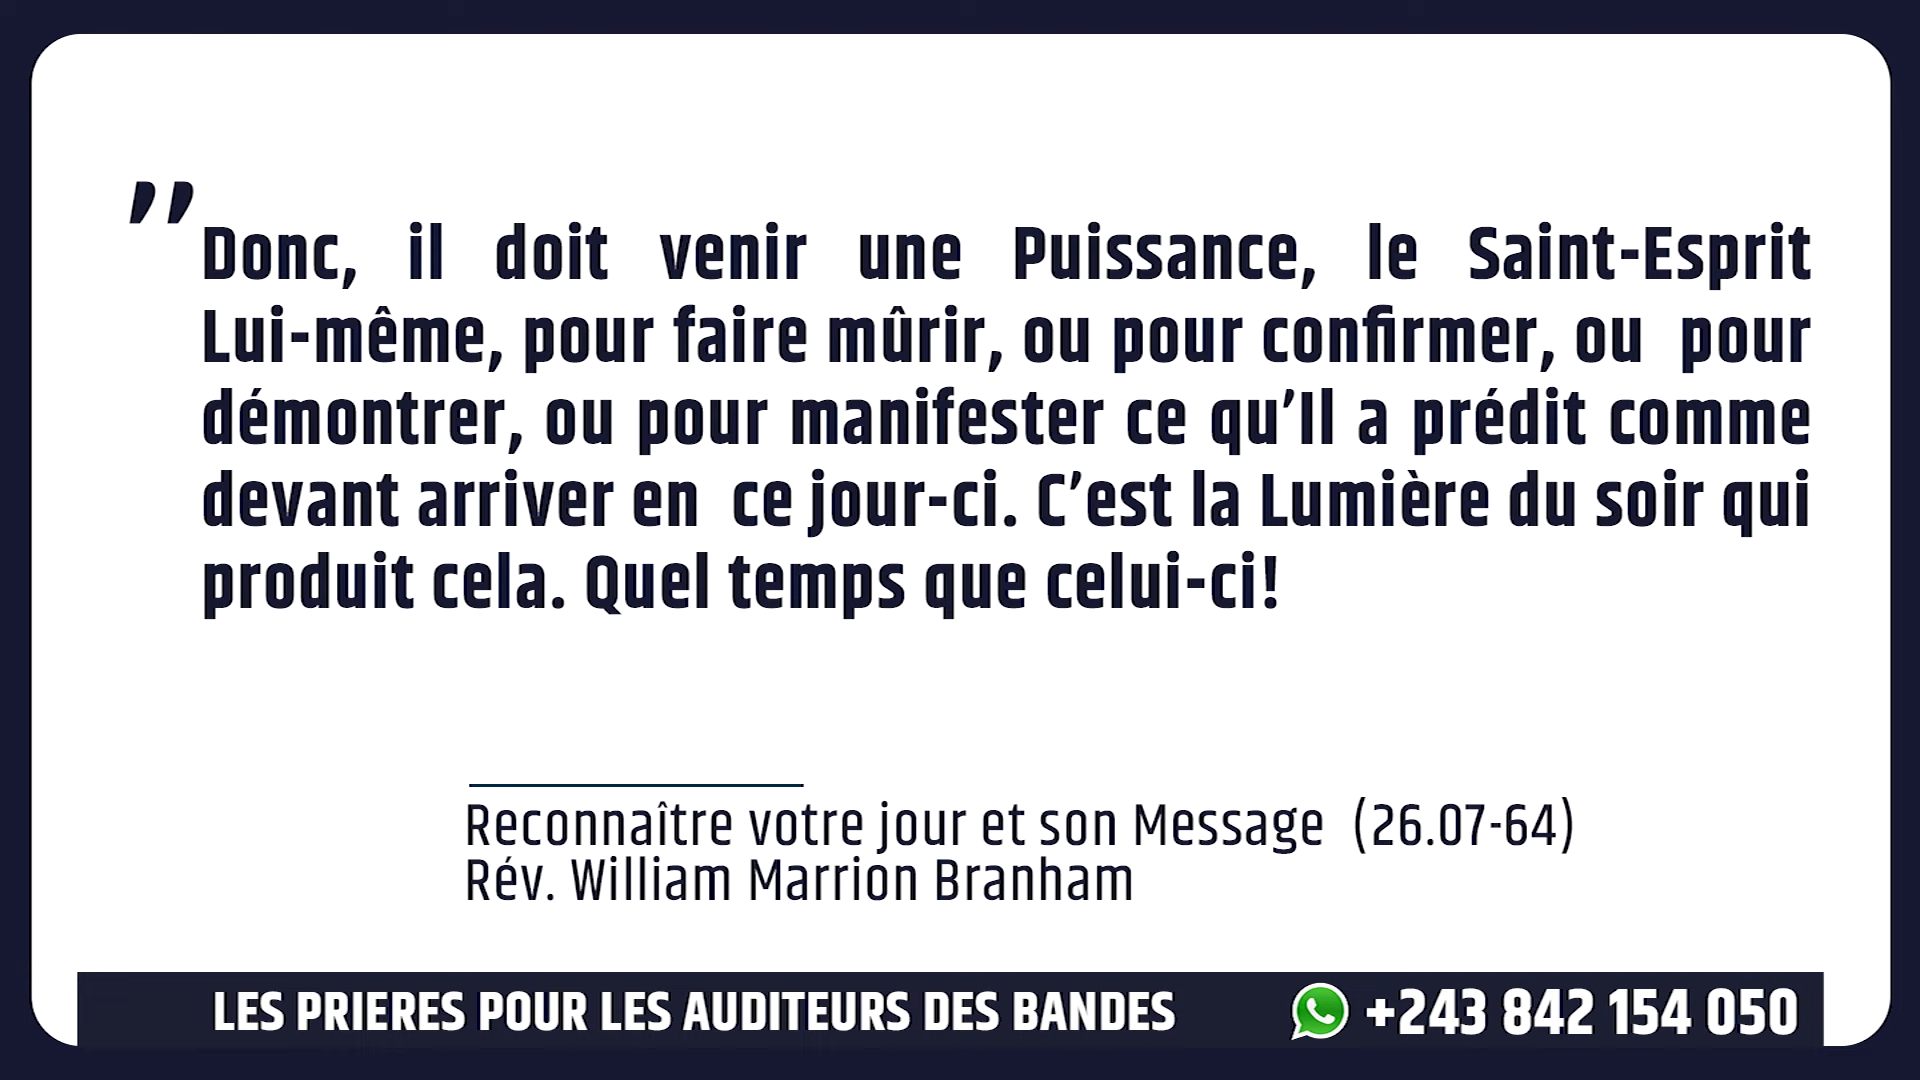 ” Donc, il doit venir une Puissance, le Saint-Esprit
Lui-même, pour faire mûrir, ou pour confirmer, ou pour
démontrer, ou pour manifester ce qu’Il a prédit comme
devant arriver en ce jour-ci. C’est la Lumière du soir qui
produit cela. Quel temps que celui-ci!
Reconnaître votre jour et son Message (26.07-64)
Rév. William Marrion Branham
LES PRIERES POUR LES AUDITEURS DES BANDES +243 842 154 050